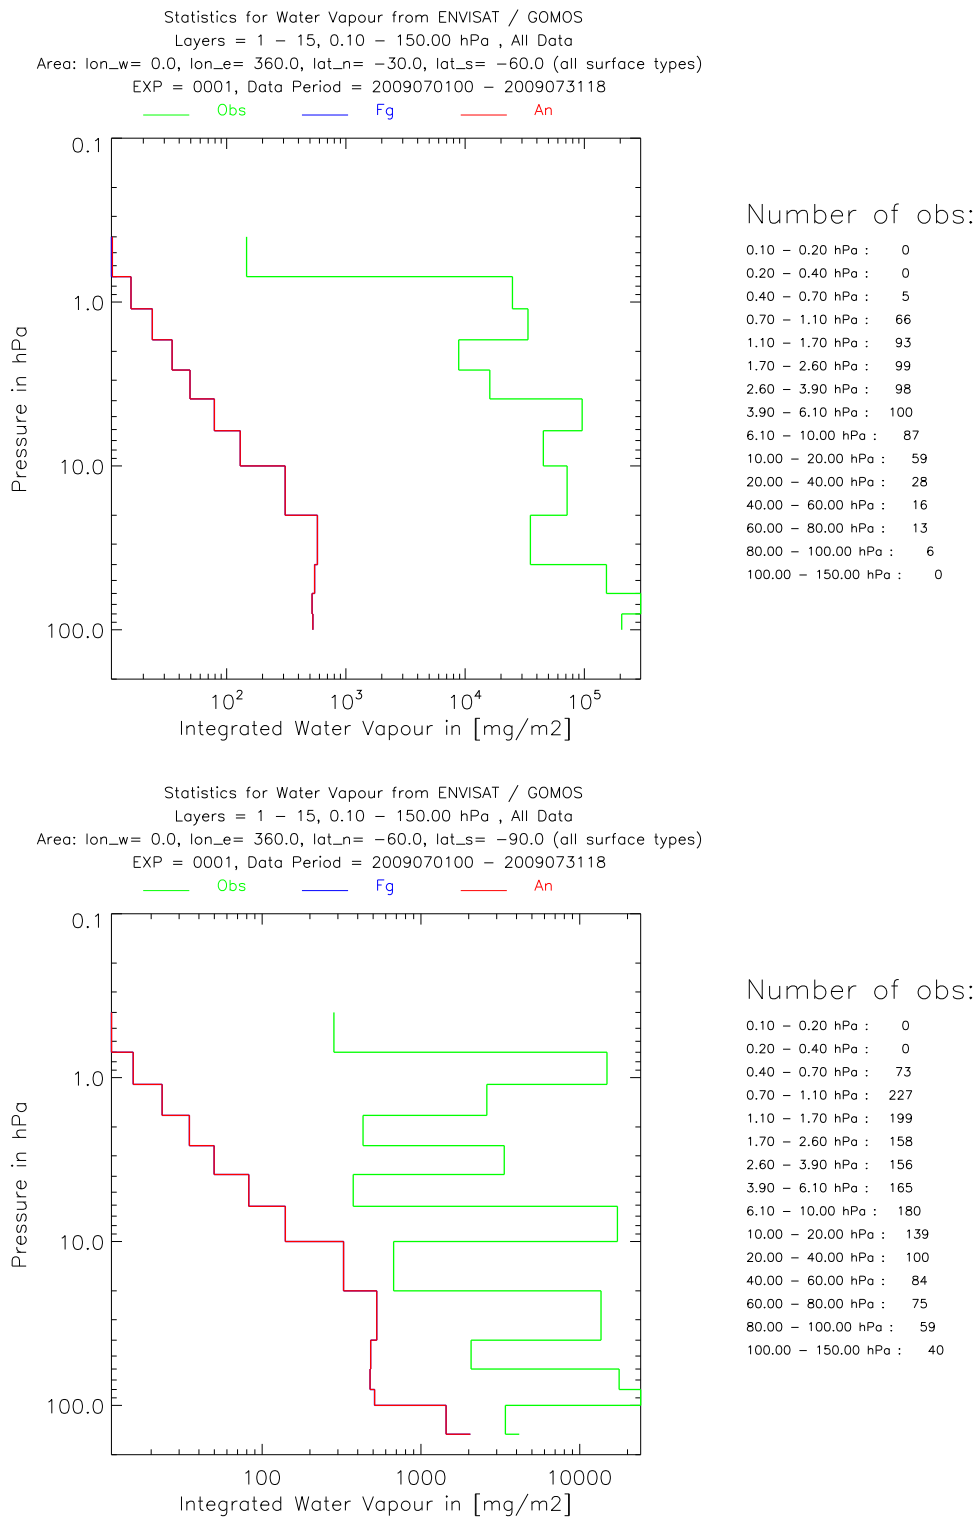 Statistics for Water Vapour from ENVISAT / GOMOS
Layers = 1 - 15, 0.10 - 150.00 hPa , All Data
Area: lon_w= 0.0, lon_e= 360.0, lat_n= -30.0, lat_s= -60.0 (all surface types)
EXP = 0001, Data Period = 2009070100 - 2009073118
Obs Fg An
0.1
1.0
10.0
100.0
Pressure in hPa
10² 10³ 10⁴ 10⁵
Integrated Water Vapour in [mg/m2]
Number of obs:
0.10 - 0.20 hPa : 0
0.20 - 0.40 hPa : 0
0.40 - 0.70 hPa : 5
0.70 - 1.10 hPa : 66
1.10 - 1.70 hPa : 93
1.70 - 2.60 hPa : 99
2.60 - 3.90 hPa : 98
3.90 - 6.10 hPa : 100
6.10 - 10.00 hPa : 87
10.00 - 20.00 hPa : 59
20.00 - 40.00 hPa : 28
40.00 - 60.00 hPa : 16
60.00 - 80.00 hPa : 13
80.00 - 100.00 hPa : 6
100.00 - 150.00 hPa : 0
Statistics for Water Vapour from ENVISAT / GOMOS
Layers = 1 - 15, 0.10 - 150.00 hPa , All Data
Area: lon_w= 0.0, lon_e= 360.0, lat_n= -60.0, lat_s= -90.0 (all surface types)
EXP = 0001, Data Period = 2009070100 - 2009073118
Obs Fg An
0.1
1.0
10.0
100.0
Pressure in hPa
100 1000 10000
Integrated Water Vapour in [mg/m2]
Number of obs:
0.10 - 0.20 hPa : 0
0.20 - 0.40 hPa : 0
0.40 - 0.70 hPa : 73
0.70 - 1.10 hPa : 227
1.10 - 1.70 hPa : 199
1.70 - 2.60 hPa : 158
2.60 - 3.90 hPa : 156
3.90 - 6.10 hPa : 165
6.10 - 10.00 hPa : 180
10.00 - 20.00 hPa : 139
20.00 - 40.00 hPa : 100
40.00 - 60.00 hPa : 84
60.00 - 80.00 hPa : 75
80.00 - 100.00 hPa : 59
100.00 - 150.00 hPa : 40